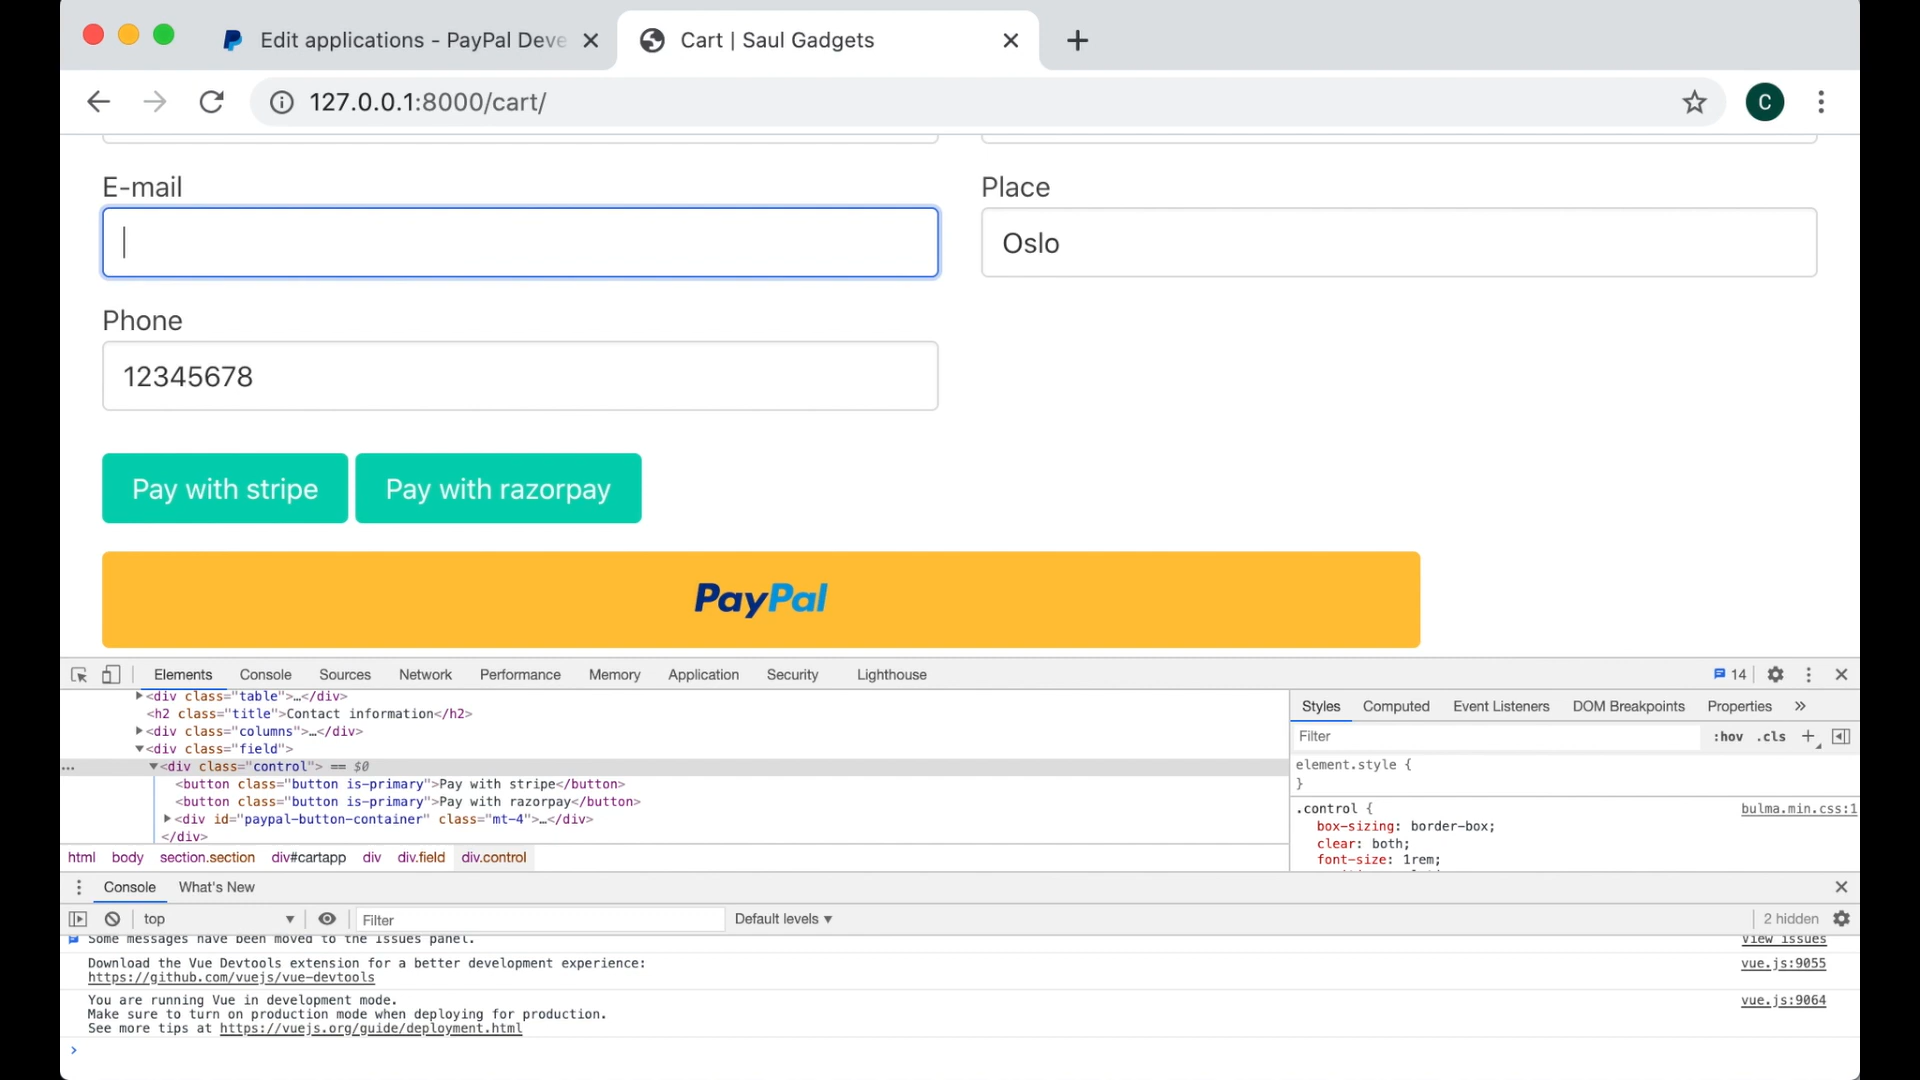 Edit applications - PayPal Deve
Cart | Saul Gadgets
127.0.0.1:8000/cart/
C
E-mail
Place
Oslo
Phone
12345678
Pay with stripe
Pay with razorpay
PayPal
Elements Console Sources Network Performance Memory Application Security Lighthouse
14
<div class="table">…</div>
<h2 class="title">Contact information</h2>
<div class="columns">…</div>
<div class="field">
<div class="control"> == $0
<button class="button is-primary">Pay with stripe</button>
<button class="button is-primary">Pay with razorpay</button>
<div id="paypal-button-container" class="mt-4">…</div>
</div>
html body section.section div#cartapp div div.field div.control
Styles Computed Event Listeners DOM Breakpoints Properties
Filter
:hov .cls
element.style {
}
.control {
bulma.min.css:1
box-sizing: border-box;
clear: both;
font-size: 1rem;
Console What's New
top
Filter
Default levels
2 hidden
Some messages have been moved to the Issues panel.
View issues
Download the Vue Devtools extension for a better development experience:
https://github.com/vuejs/vue-devtools
vue.js:9055
You are running Vue in development mode.
Make sure to turn on production mode when deploying for production.
See more tips at https://vuejs.org/guide/deployment.html
vue.js:9064